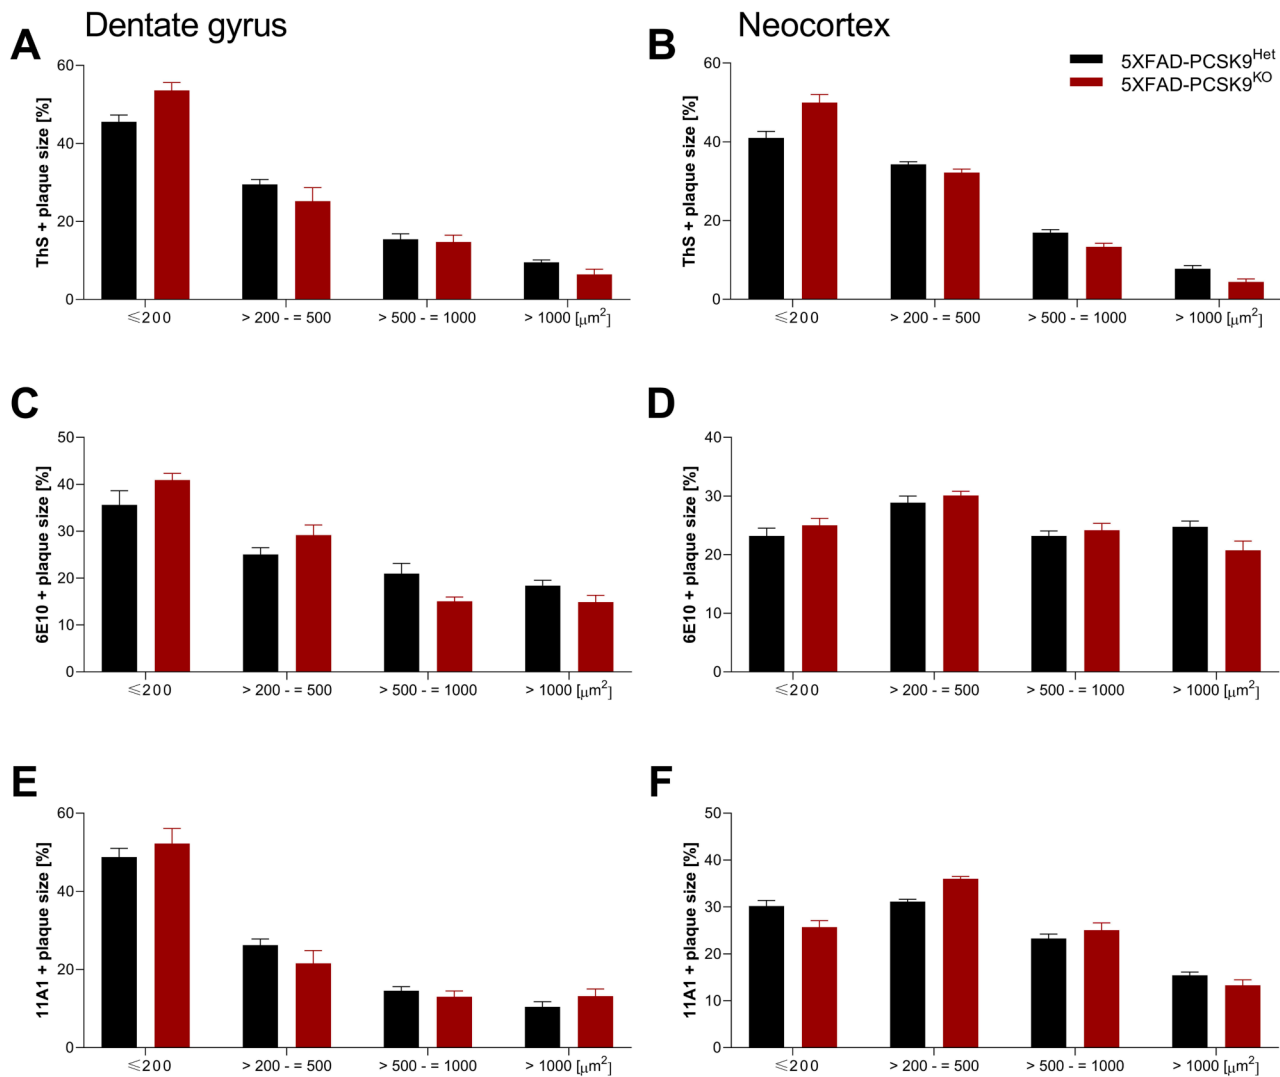 Dentate gyrus
Neocortex
A
ThS + plaque size [%]
60
40
20
0
≤200
> 200 - = 500
> 500 - = 1000
> 1000 [μm²]
B
5XFAD-PCSK9^Het
5XFAD-PCSK9^KO
ThS + plaque size [%]
60
40
20
0
≤200
> 200 - = 500
> 500 - = 1000
> 1000 [μm²]
C
6E10 + plaque size [%]
50
40
30
20
10
0
≤200
> 200 - = 500
> 500 - = 1000
> 1000 [μm²]
D
6E10 + plaque size [%]
40
30
20
10
0
≤200
> 200 - = 500
> 500 - = 1000
> 1000 [μm²]
E
11A1 + plaque size [%]
60
40
20
0
≤200
> 200 - = 500
> 500 - = 1000
> 1000 [μm²]
F
11A1 + plaque size [%]
50
40
30
20
10
0
≤200
> 200 - = 500
> 500 - = 1000
> 1000 [μm²]